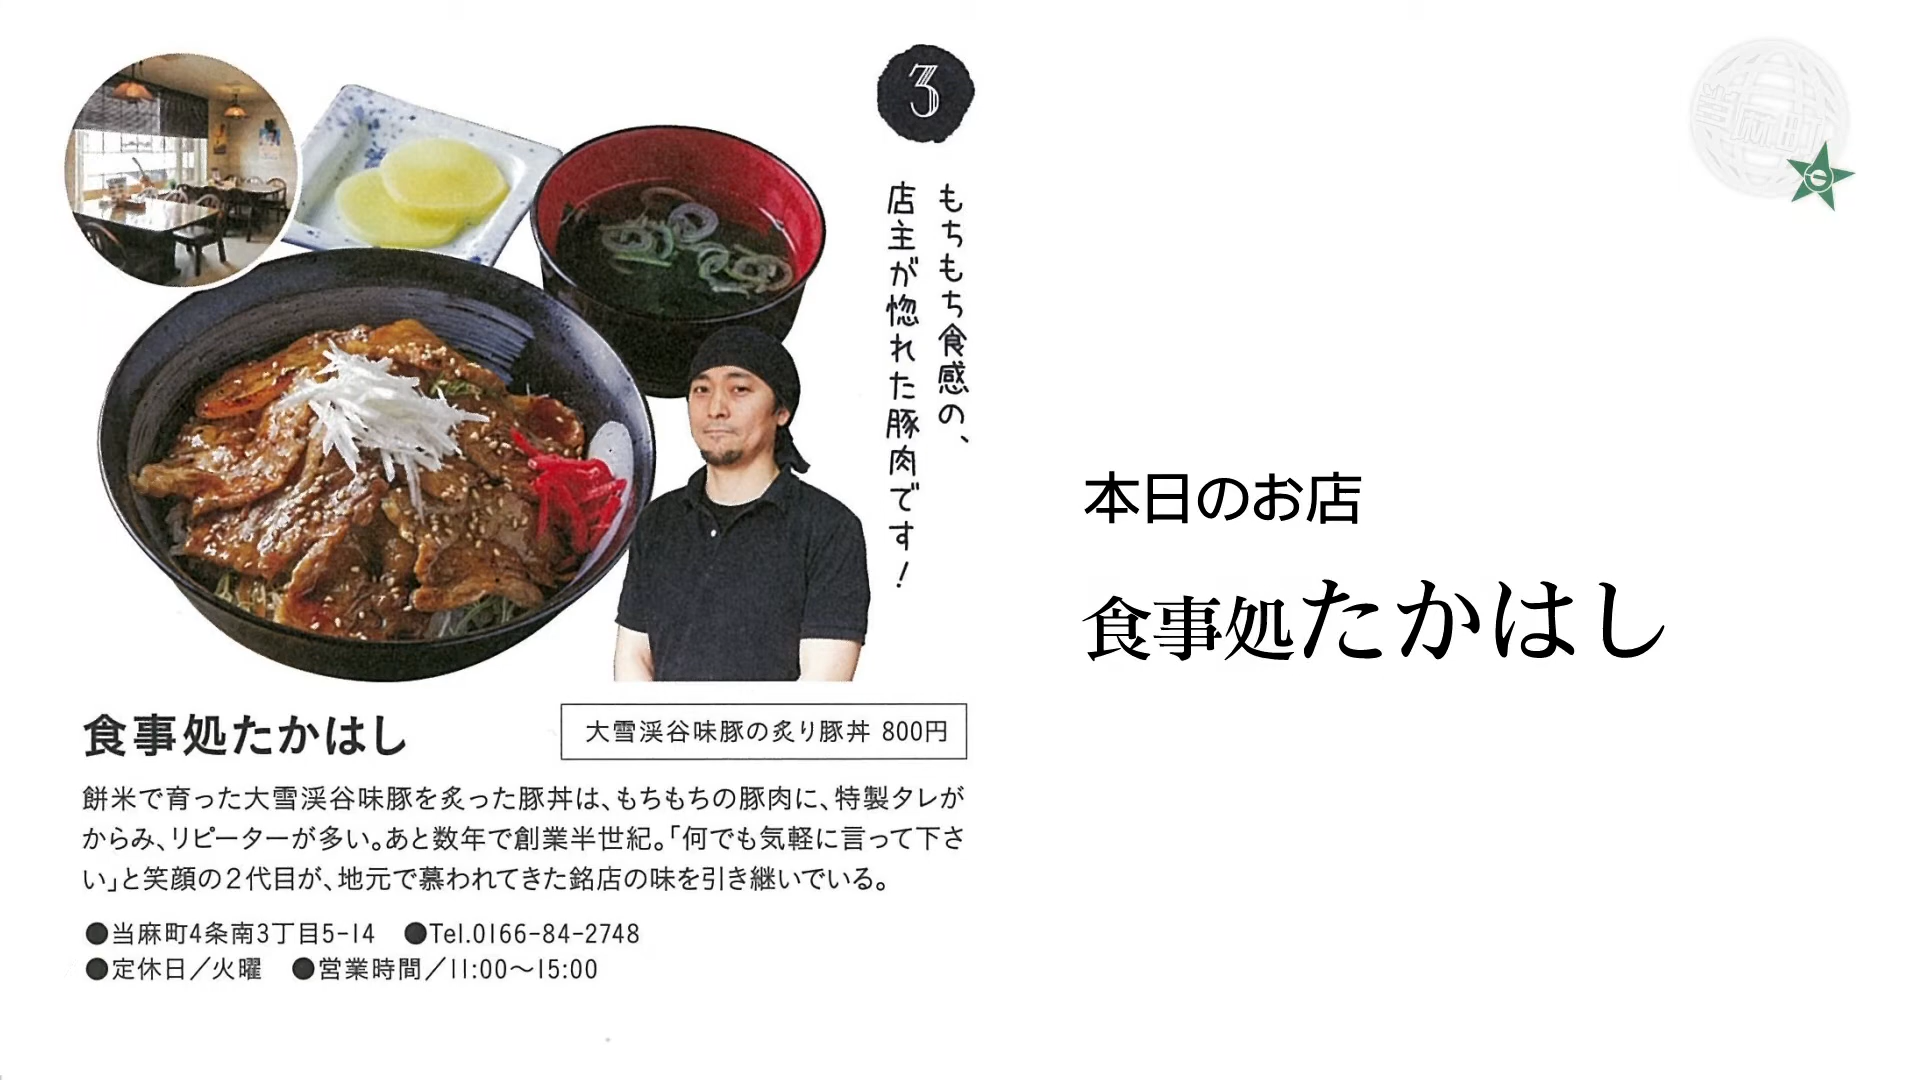 3
もちもち食感の、
店主が惚れた豚肉です!
食事処たかはし
大雪渓谷味豚の炙り豚丼 800円
餅米で育った大雪渓谷味豚を炙った豚丼は、もちもちの豚肉に、特製タレが
からみ、リピーターが多い。あと数年で創業半世紀。「何でも気軽に言って下さ
い」と笑顔の2代目が、地元で慕われてきた銘店の味を引き継いでいる。
●当麻町4条南3丁目5-14 ●Tel.0166-84-2748
●定休日/火曜 ●営業時間/11:00〜15:00
本日のお店
食事処たかはし
当麻町